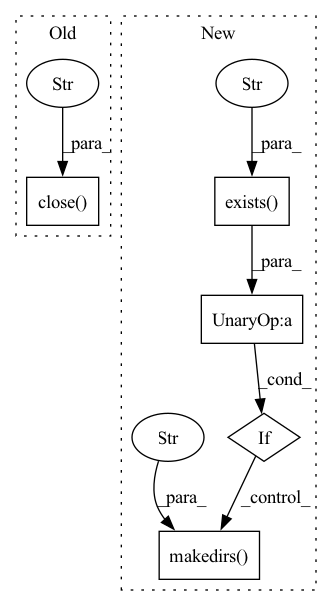 Old
New
Str
Str
_para_
_para_
close()
exists()
_para_
UnaryOp:a
_cond_
Str
If
_para_
_control_
makedirs()